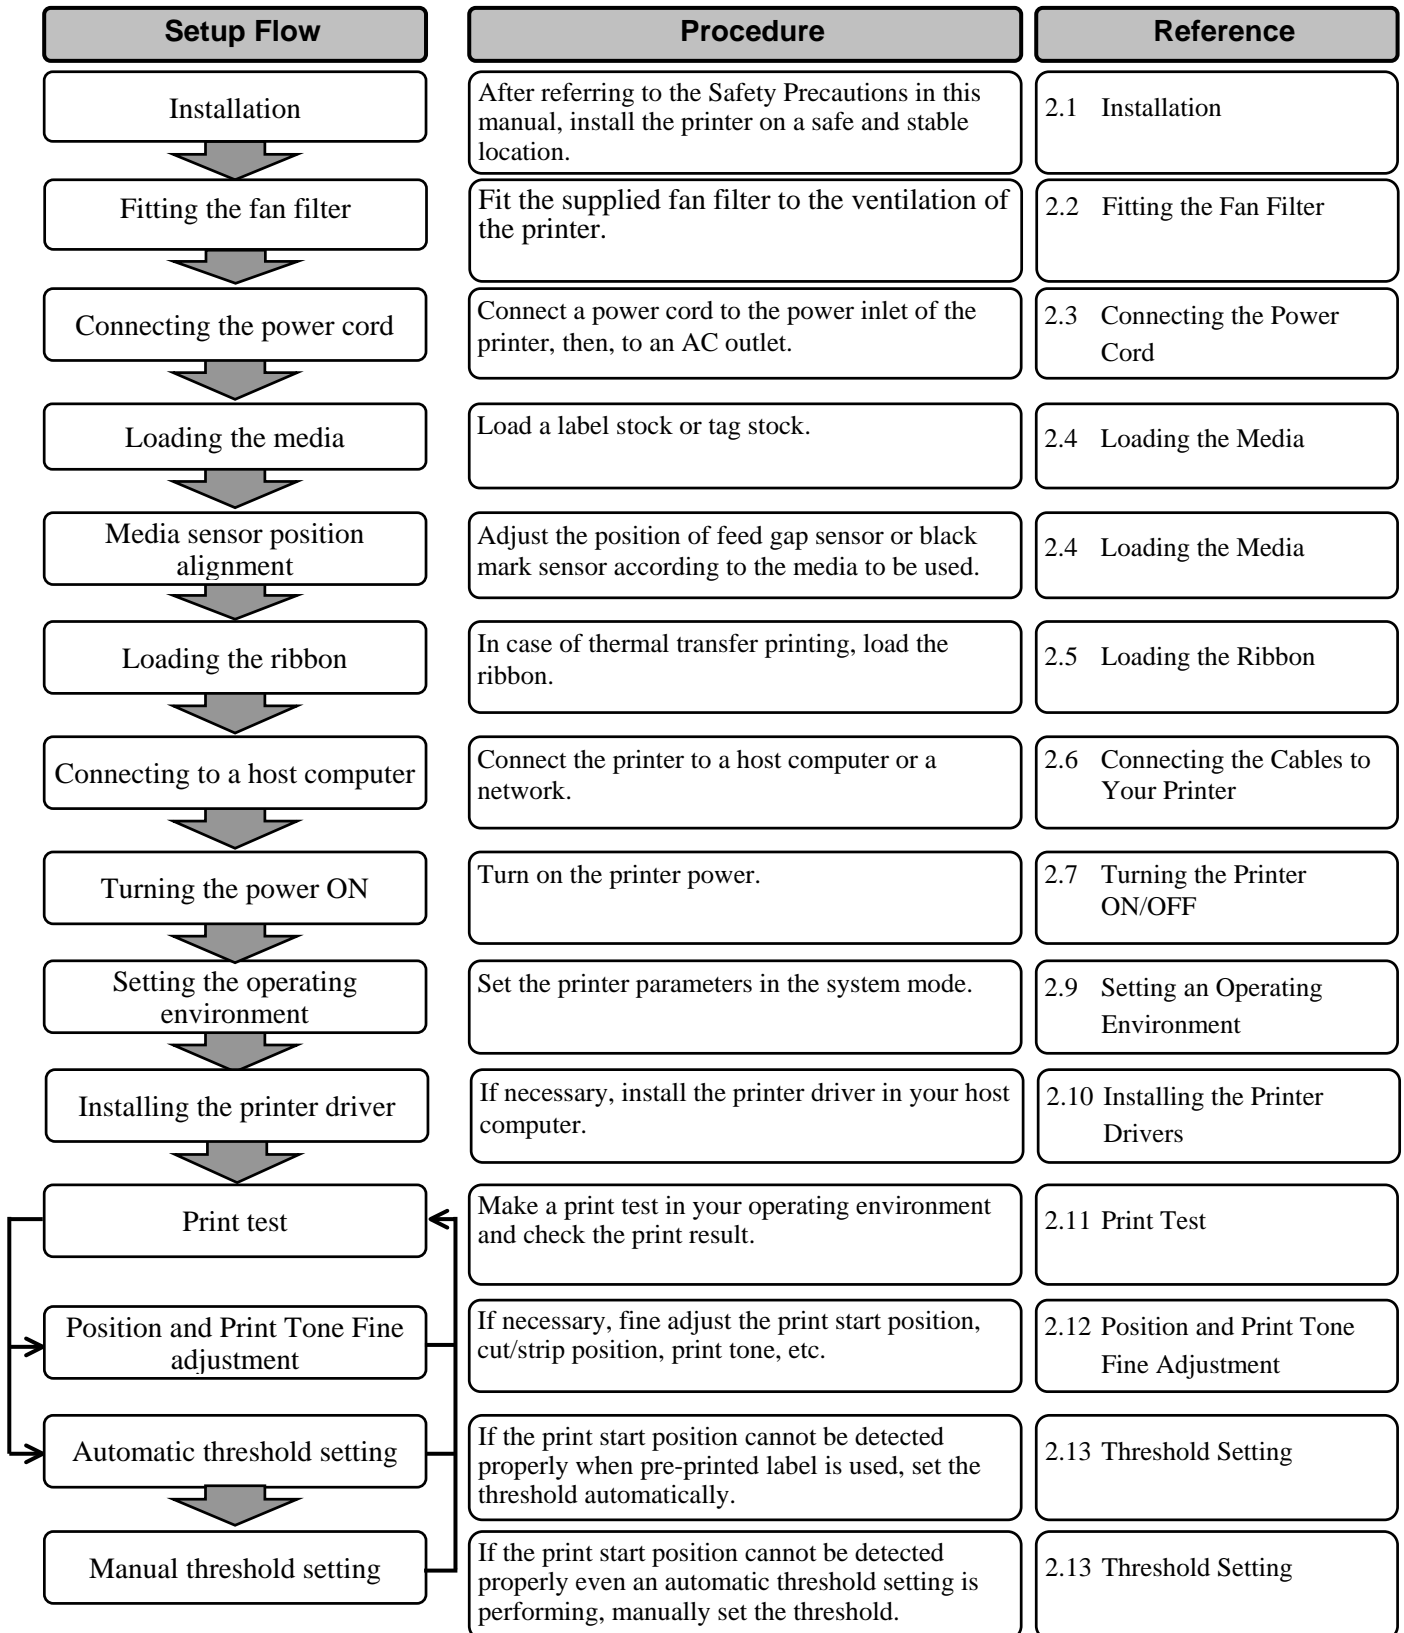 Setup Flow
Procedure
Reference
Installation
After referring to the Safety Precautions in this
manual, install the printer on a safe and stable
location.
2.1 Installation
Fitting the fan filter
Fit the supplied fan filter to the ventilation of
the printer.
2.2 Fitting the Fan Filter
Connecting the power cord
Connect a power cord to the power inlet of the
printer, then, to an AC outlet.
2.3 Connecting the Power
Cord
Loading the media
Load a label stock or tag stock.
2.4 Loading the Media
Media sensor position
alignment
Adjust the position of feed gap sensor or black
mark sensor according to the media to be used.
2.4 Loading the Media
Loading the ribbon
In case of thermal transfer printing, load the
ribbon.
2.5 Loading the Ribbon
Connecting to a host computer
Connect the printer to a host computer or a
network.
2.6 Connecting the Cables to
Your Printer
Turning the power ON
Turn on the printer power.
2.7 Turning the Printer
ON/OFF
Setting the operating
environment
Set the printer parameters in the system mode.
2.9 Setting an Operating
Environment
Installing the printer driver
If necessary, install the printer driver in your host
computer.
2.10 Installing the Printer
Drivers
Print test
Make a print test in your operating environment
and check the print result.
2.11 Print Test
Position and Print Tone Fine
adjustment
If necessary, fine adjust the print start position,
cut/strip position, print tone, etc.
2.12 Position and Print Tone
Fine Adjustment
Automatic threshold setting
If the print start position cannot be detected
properly when pre-printed label is used, set the
threshold automatically.
2.13 Threshold Setting
Manual threshold setting
If the print start position cannot be detected
properly even an automatic threshold setting is
performing, manually set the threshold.
2.13 Threshold Setting